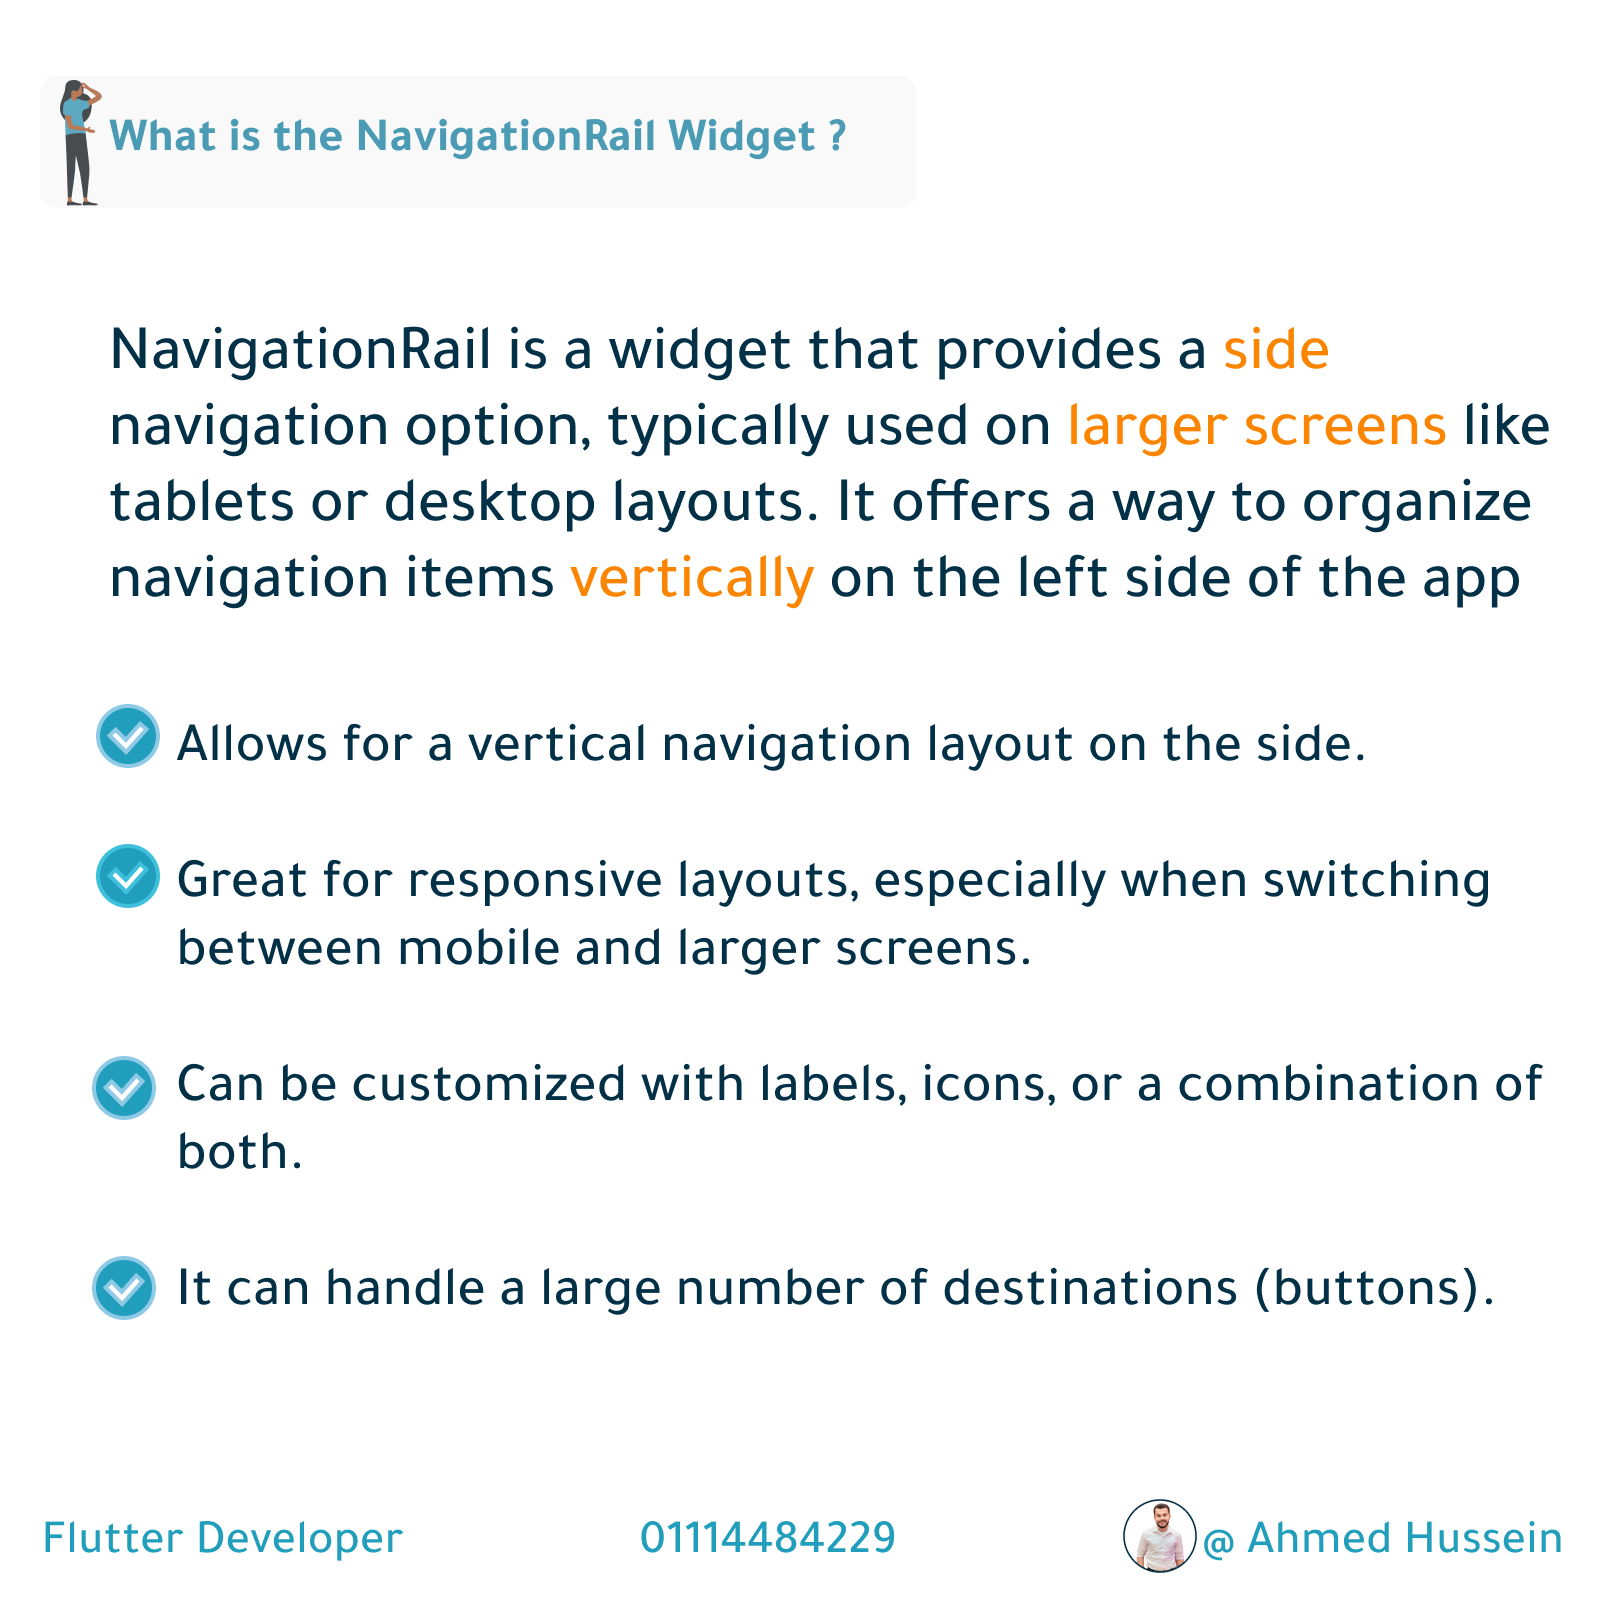 What is the NavigationRail Widget ?
NavigationRail is a widget that provides a side
navigation option, typically used on larger screens like
tablets or desktop layouts. It offers a way to organize
navigation items vertically on the left side of the app
Allows for a vertical navigation layout on the side.
Great for responsive layouts, especially when switching
between mobile and larger screens.
Can be customized with labels, icons, or a combination of
both.
It can handle a large number of destinations (buttons).
Flutter Developer
01114484229
@ Ahmed Hussein